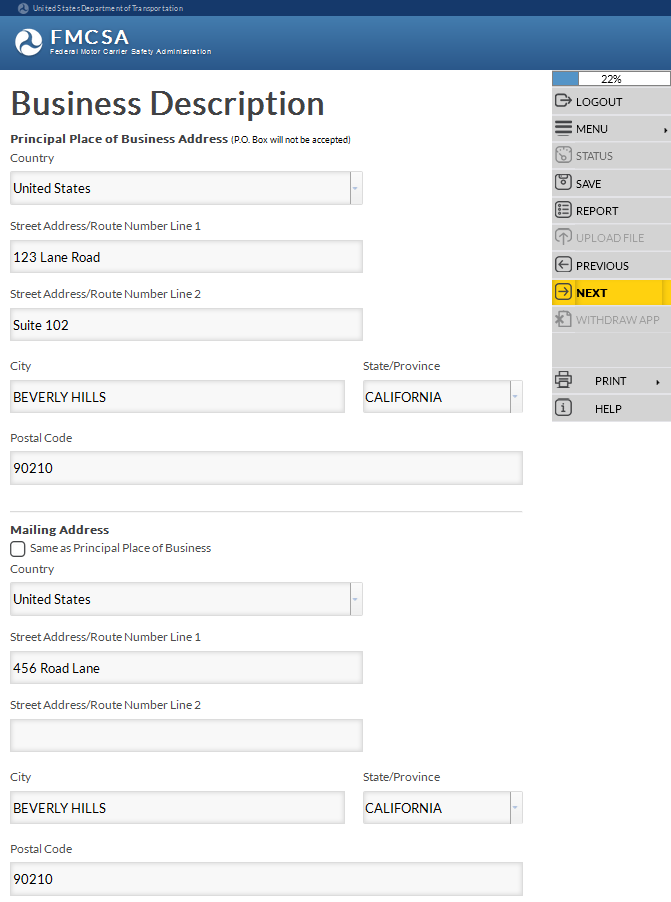 United States Department of Transportation
FMCSA
Federal Motor Carrier Safety Administration
22%
LOGOUT
MENU
STATUS
SAVE
REPORT
UPLOAD FILE
PREVIOUS
NEXT
WITHDRAW APP
PRINT
HELP
Business Description
Principal Place of Business Address (P.O. Box will not be accepted)
Country
United States
Street Address/Route Number Line 1
123 Lane Road
Street Address/Route Number Line 2
Suite 102
City State/Province
BEVERLY HILLS CALIFORNIA
Postal Code
90210
Mailing Address
Same as Principal Place of Business
Country
United States
Street Address/Route Number Line 1
456 Road Lane
Street Address/Route Number Line 2
City State/Province
BEVERLY HILLS CALIFORNIA
Postal Code
90210